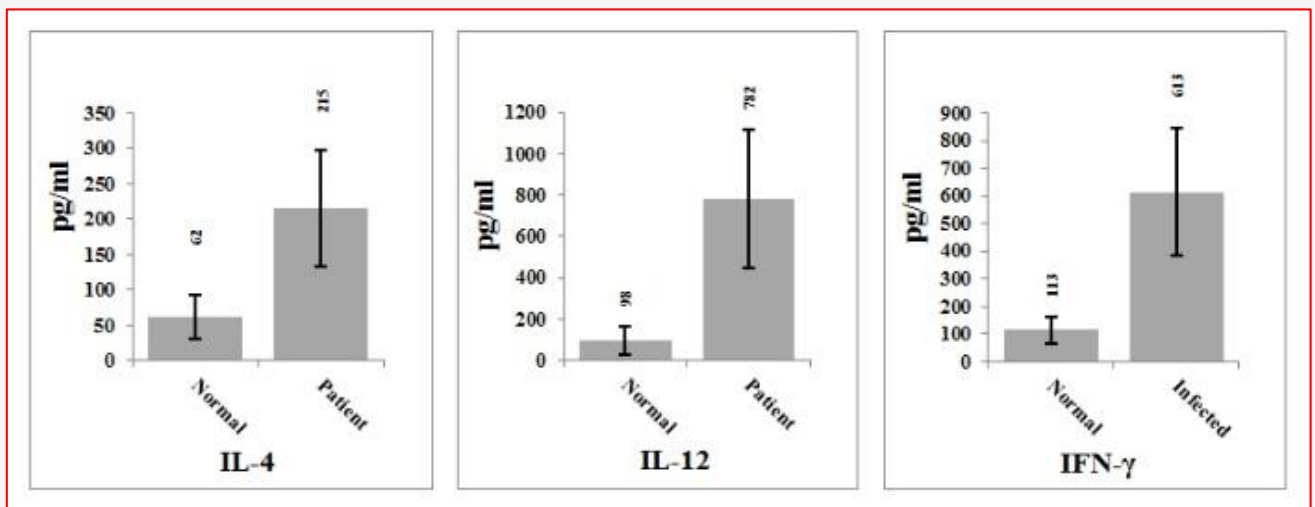 350
300
250
200
150
100
50
0
pg/ml
62
215
Normal
Patient
IL-4
1200
1000
800
600
400
200
0
pg/ml
98
782
Normal
Patient
IL-12
900
800
700
600
500
400
300
200
100
0
pg/ml
113
613
Normal
Infected
IFN-γ